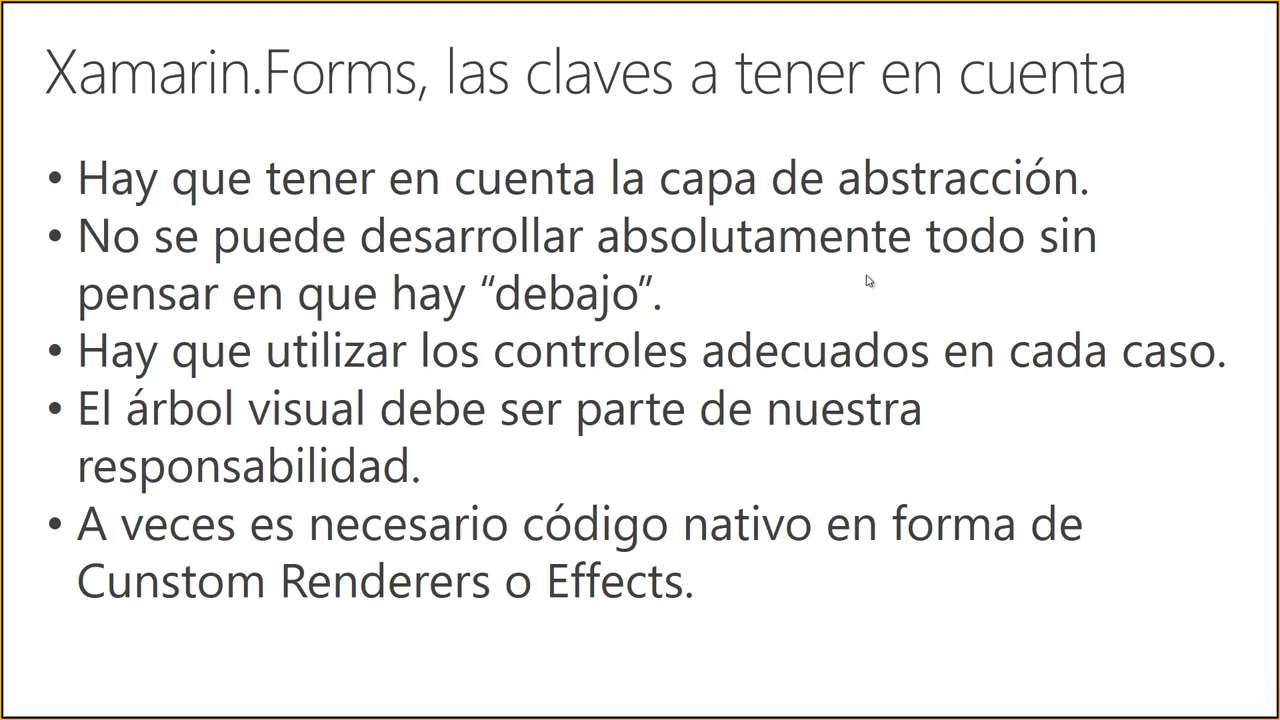 Xamarin.Forms, las claves a tener en cuenta
• Hay que tener en cuenta la capa de abstracción.
• No se puede desarrollar absolutamente todo sin
pensar en que hay “debajo”.
• Hay que utilizar los controles adecuados en cada caso.
• El árbol visual debe ser parte de nuestra
responsabilidad.
• A veces es necesario código nativo en forma de
Cunstom Renderers o Effects.